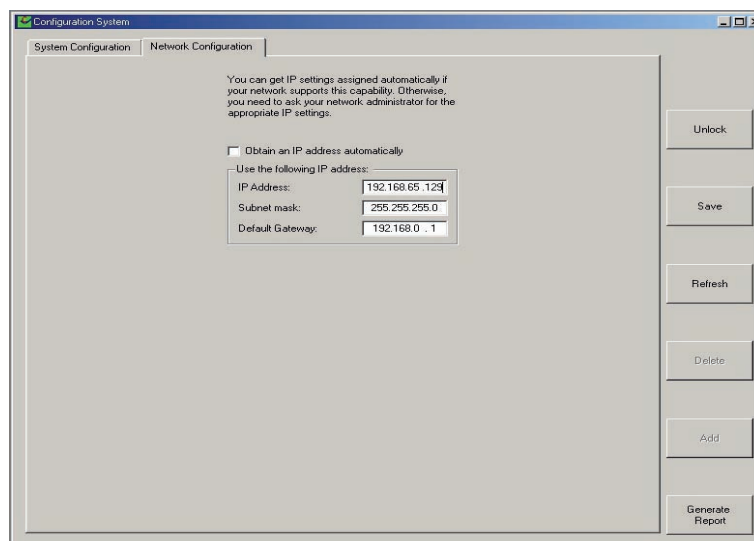 Configuration System
System Configuration
Network Configuration
You can get IP settings assigned automatically if
your network supports this capability. Otherwise,
you need to ask your network administrator for the
appropriate IP settings.
Obtain an IP address automatically
Use the following IP address:
IP Address: 192.168.65 .129
Subnet mask: 255.255.255.0
Default Gateway: 192.168.0 . 1
Unlock
Save
Refresh
Delete
Add
Generate
Report